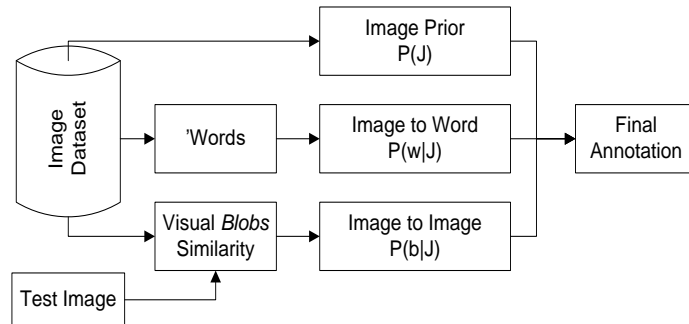 Image Prior
P(J)
Image
Dataset
'Words
Image to Word
P(w|J)
Final
Annotation
Visual Blobs
Similarity
Image to Image
P(b|J)
Test Image